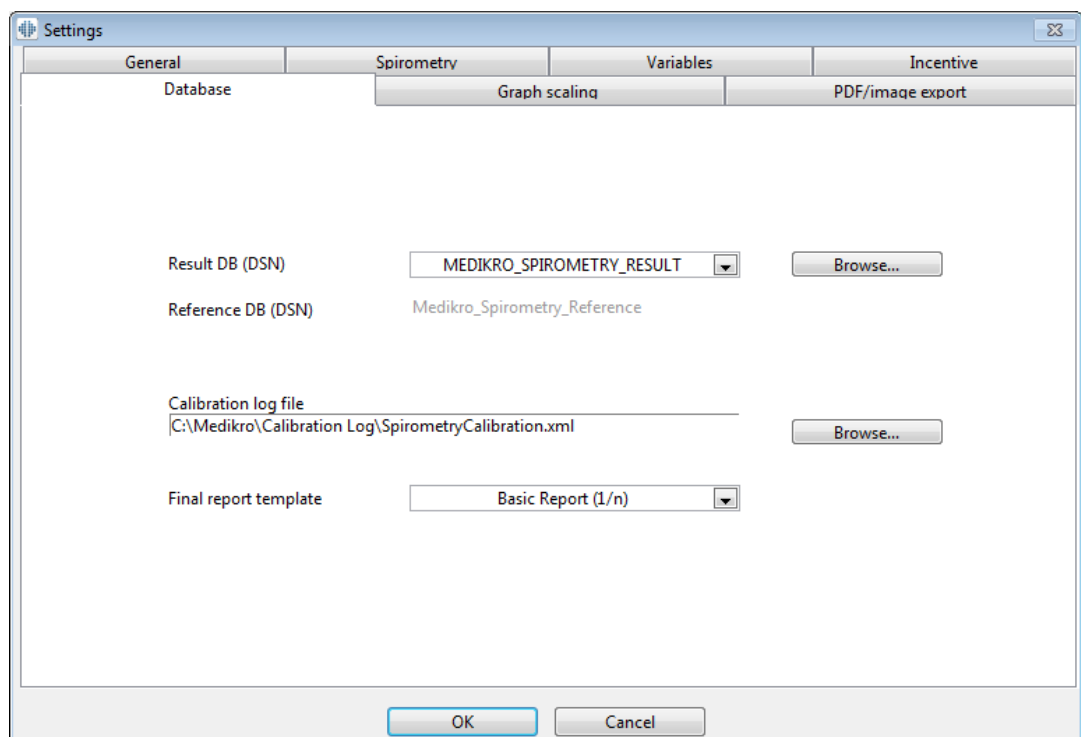 Settings
General Spirometry Variables Incentive
Database Graph scaling PDF/image export
Result DB (DSN) MEDIKRO_SPIROMETRY_RESULT Browse...
Reference DB (DSN) Medikro_Spirometry_Reference
Calibration log file
C:\Medikro\Calibration Log\SpirometryCalibration.xml Browse...
Final report template Basic Report (1/n)
OK Cancel